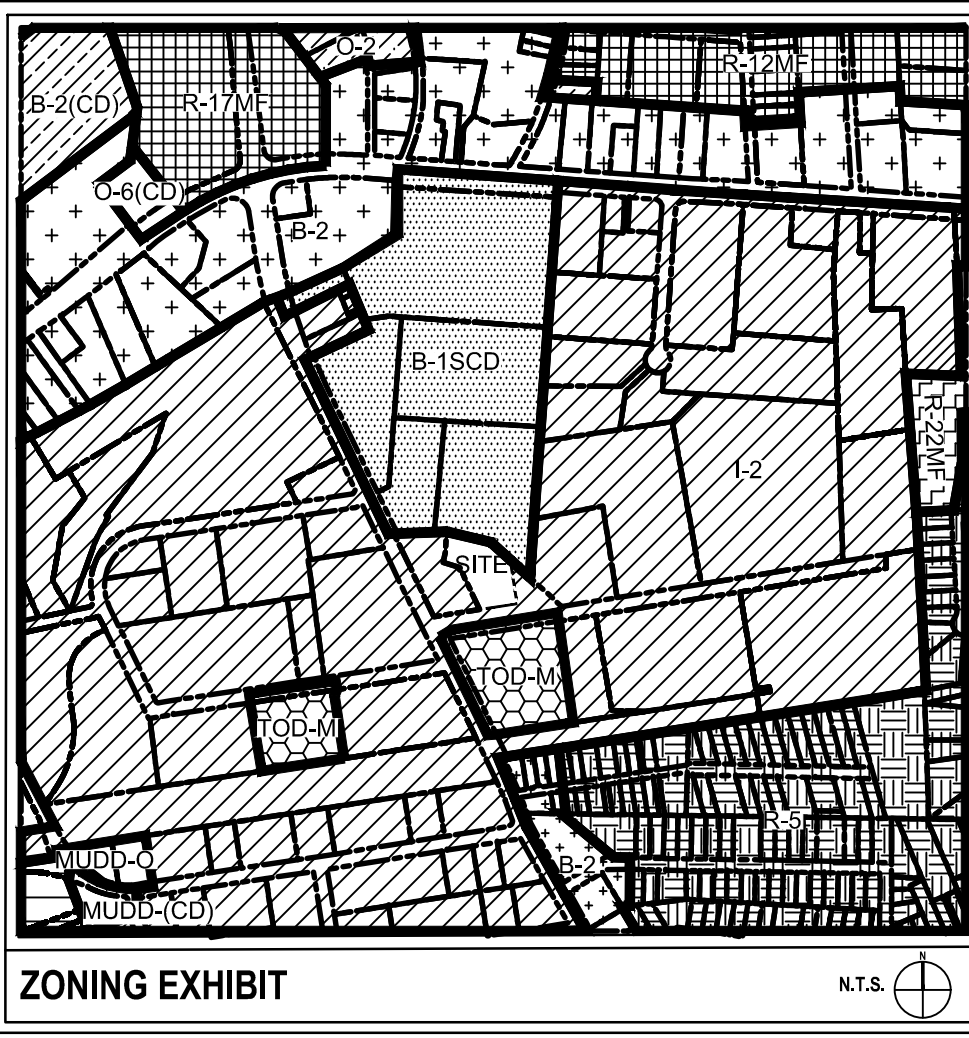 O-2
R-12MF
B-2(CD)
R-17MF
O-6(CD)
B-2
B-1SCD
R-22MF
I-2
SITE
TOD-M
TOD-M
R-5
MUDD-O
B-2
MUDD-(CD)
ZONING EXHIBIT
N.T.S.
N